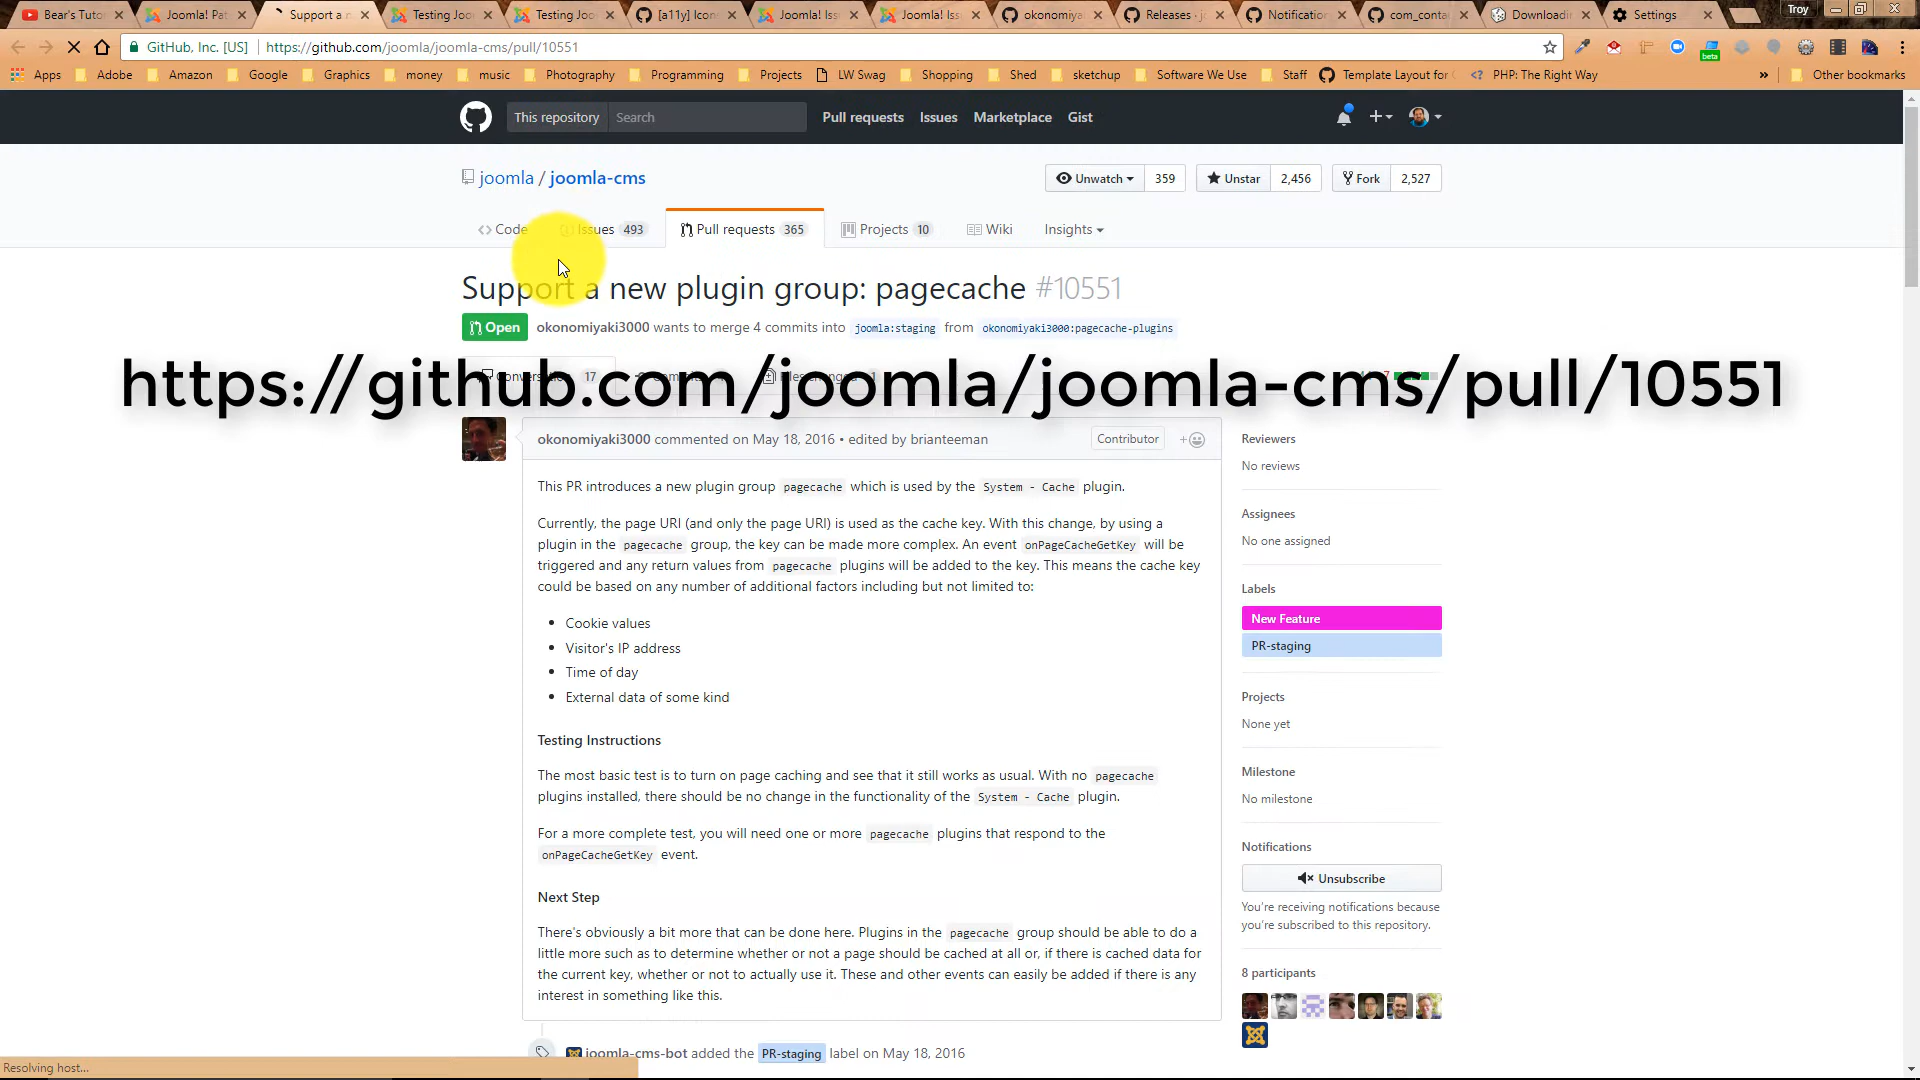 Bear's Tuto
Joomla! Pat
Support a n
Testing Joo
Testing Joo
[a11y] Icon
Joomla! Iss
Joomla! Iss
okonomiya
Releases · j
Notification
com_conta
Downloadin
Settings
Troy
GitHub, Inc. [US]
https://github.com/joomla/joomla-cms/pull/10551
beta
Apps
Adobe
Amazon
Google
Graphics
money
music
Photography
Programming
Projects
LW Swag
Shopping
Shed
sketchup
Software We Use
Staff
Template Layout for
PHP: The Right Way
»
Other bookmarks
This repository
Search
Pull requests
Issues
Marketplace
Gist
joomla / joomla-cms
Unwatch 359
Unstar 2,456
Fork 2,527
Code
Issues 493
Pull requests 365
Projects 10
Wiki
Insights
Support a new plugin group: pagecache #10551
Open
okonomiyaki3000 wants to merge 4 commits into joomla:staging from okonomiyaki3000:pagecache-plugins
17
https://github.com/joomla/joomla-cms/pull/10551
okonomiyaki3000 commented on May 18, 2016 • edited by brianteeman
Contributor
This PR introduces a new plugin group pagecache which is used by the System - Cache plugin.
Currently, the page URI (and only the page URI) is used as the cache key. With this change, by using a
plugin in the pagecache group, the key can be made more complex. An event onPageCacheGetKey will be
triggered and any return values from pagecache plugins will be added to the key. This means the cache key
could be based on any number of additional factors including but not limited to:
• Cookie values
• Visitor's IP address
• Time of day
• External data of some kind
Testing Instructions
The most basic test is to turn on page caching and see that it still works as usual. With no pagecache
plugins installed, there should be no change in the functionality of the System - Cache plugin.
For a more complete test, you will need one or more pagecache plugins that respond to the
onPageCacheGetKey event.
Next Step
There's obviously a bit more that can be done here. Plugins in the pagecache group should be able to do a
little more such as to determine whether or not a page should be cached at all or, if there is cached data for
the current key, whether or not to actually use it. These and other events can easily be added if there is any
interest in something like this.
joomla-cms-bot added the PR-staging label on May 18, 2016
Reviewers
No reviews
Assignees
No one assigned
Labels
New Feature
PR-staging
Projects
None yet
Milestone
No milestone
Notifications
Unsubscribe
You're receiving notifications because
you're subscribed to this repository.
8 participants
Resolving host...